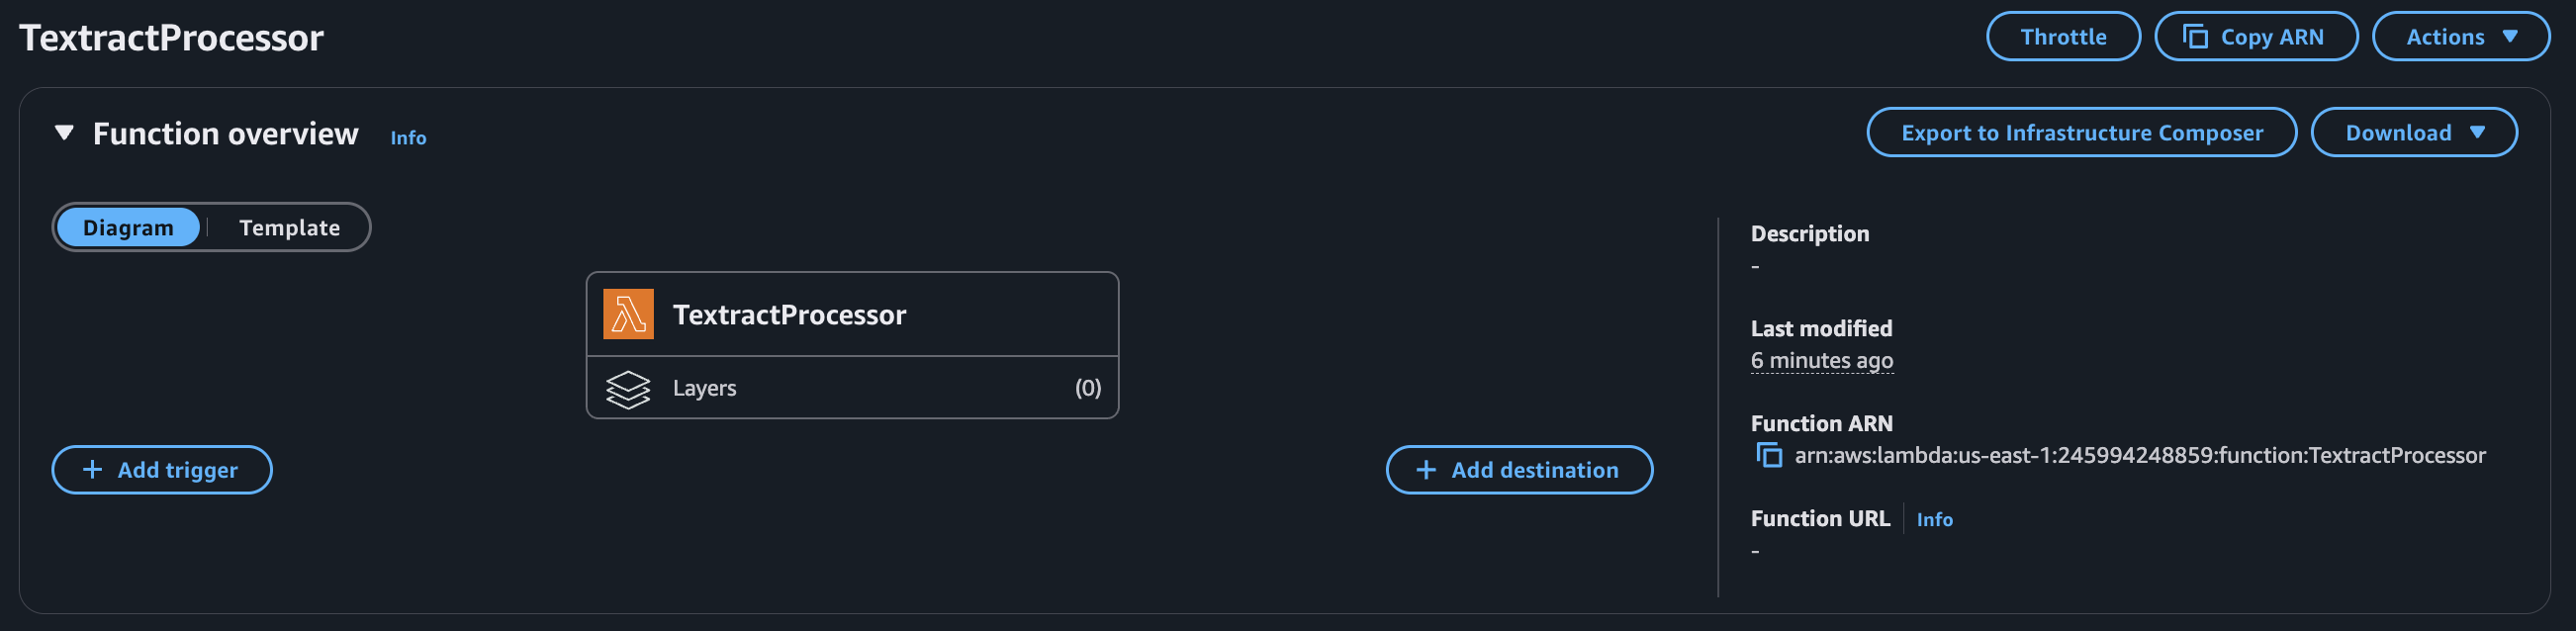 TextractProcessor
Throttle
Copy ARN
Actions
Function overview
Info
Export to Infrastructure Composer
Download
Diagram
Template
TextractProcessor
Layers
(0)
Add trigger
Add destination
Description
-
Last modified
6 minutes ago
Function ARN
arn:aws:lambda:us-east-1:245994248859:function:TextractProcessor
Function URL
Info
-